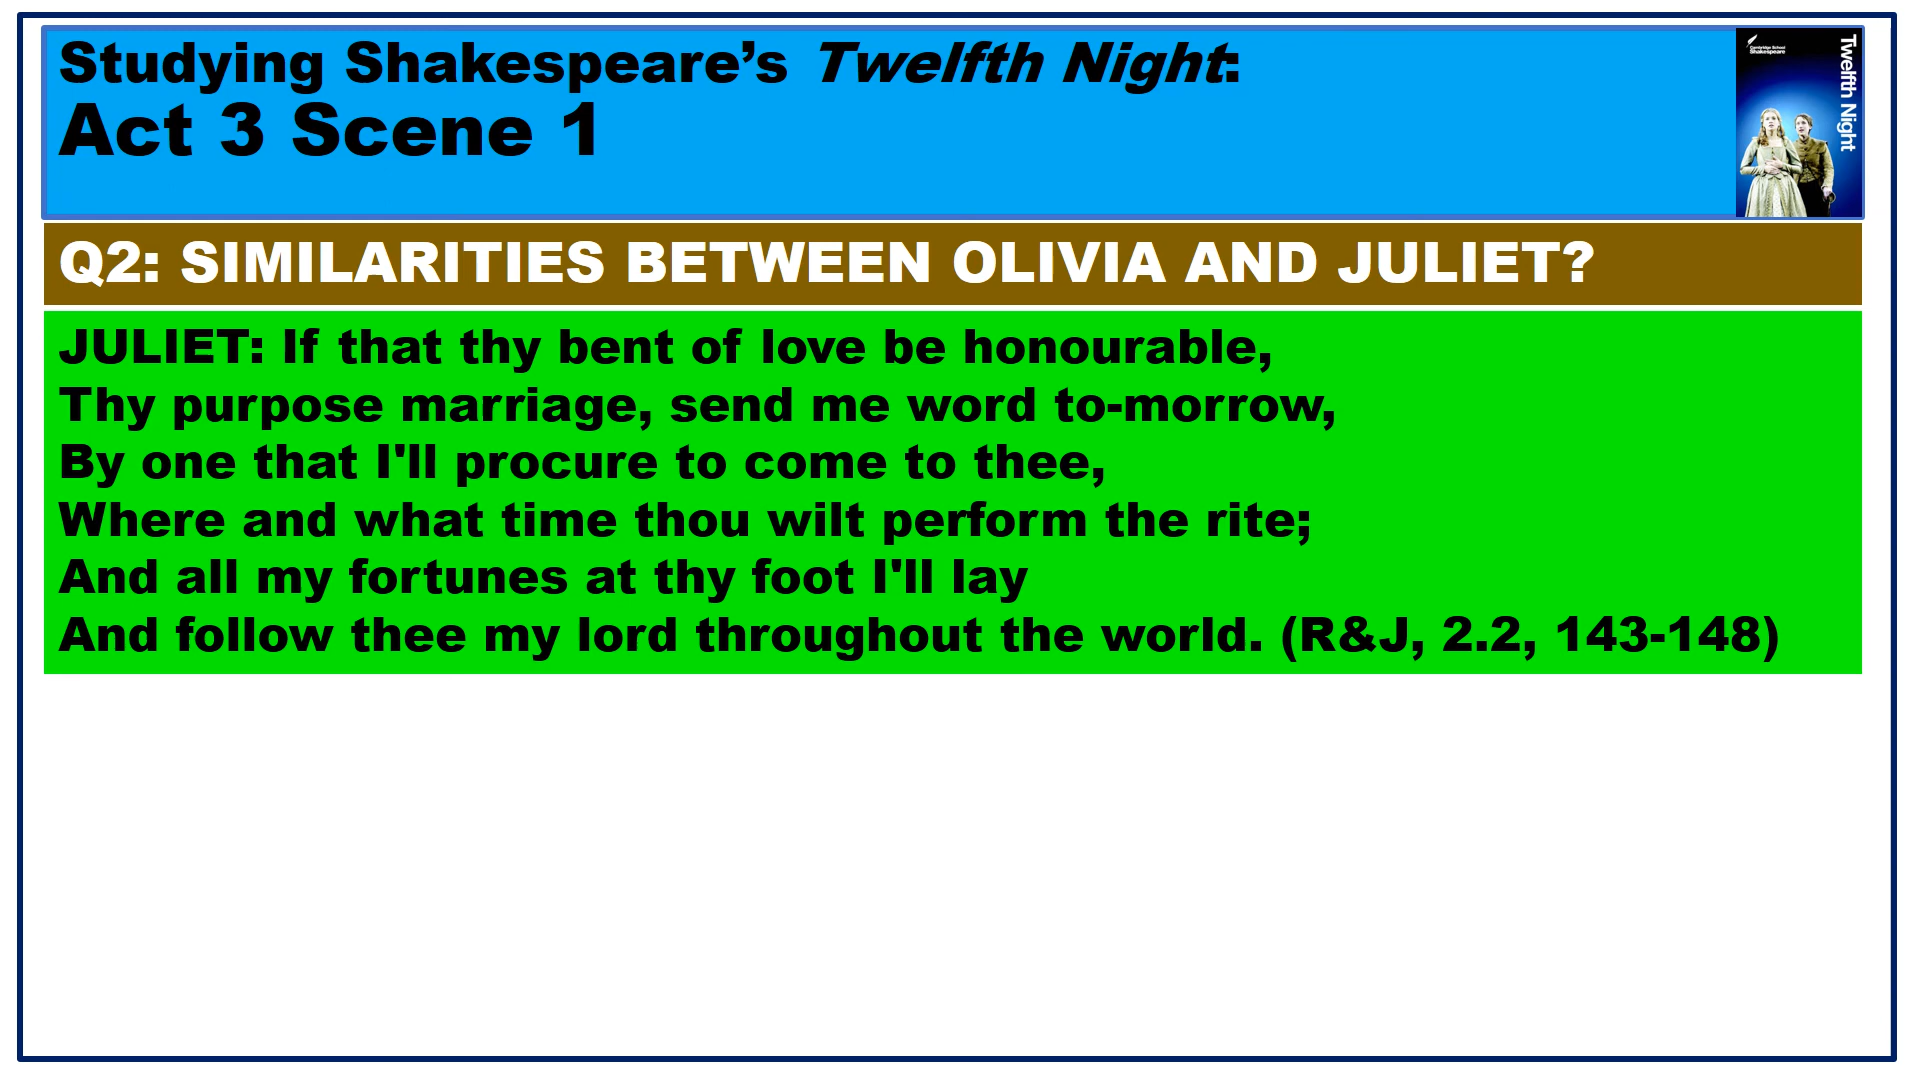 Studying Shakespeare’s Twelfth Night:
Act 3 Scene 1
Cambridge School
Shakespeare
Twelfth Night
Q2: SIMILARITIES BETWEEN OLIVIA AND JULIET?
JULIET: If that thy bent of love be honourable,
Thy purpose marriage, send me word to-morrow,
By one that I'll procure to come to thee,
Where and what time thou wilt perform the rite;
And all my fortunes at thy foot I'll lay
And follow thee my lord throughout the world. (R&J, 2.2, 143-148)